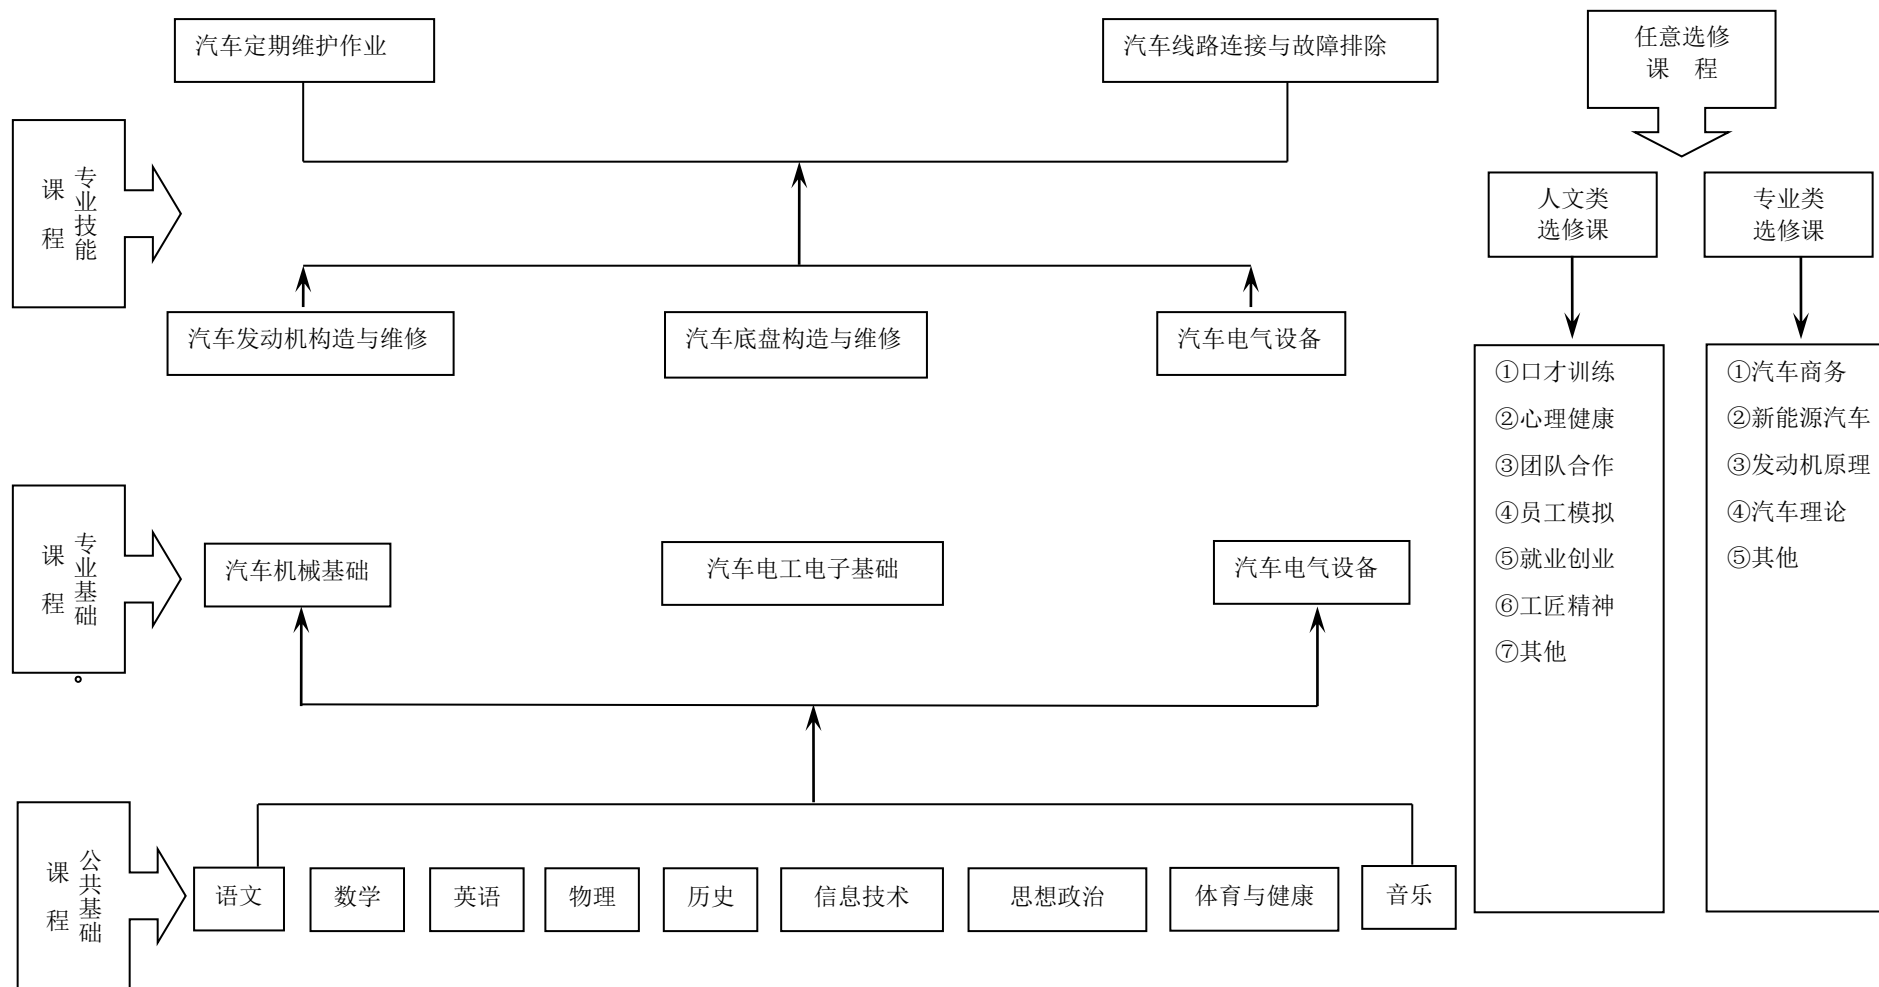 汽车定期维护作业
汽车线路连接与故障排除
任意选修
课 程
专业技能
课 程
人文类
选修课
专业类
选修课
汽车发动机构造与维修
汽车底盘构造与维修
汽车电气设备
①口才训练
②心理健康
③团队合作
④员工模拟
⑤就业创业
⑥工匠精神
⑦其他
①汽车商务
②新能源汽车
③发动机原理
④汽车理论
⑤其他
专业基础
课 程
。
汽车机械基础
汽车电工电子基础
汽车电气设备
公共基础
课 程
语文
数学
英语
物理
历史
信息技术
思想政治
体育与健康
音乐